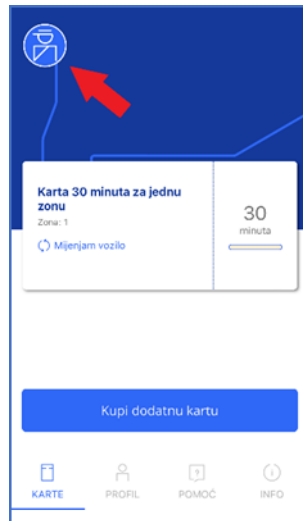 Karta 30 minuta za jednu
zonu
Zona: 1
Mijenjam vozilo
30
minuta
Kupi dodatnu kartu
KARTE
PROFIL
POMOĆ
INFO